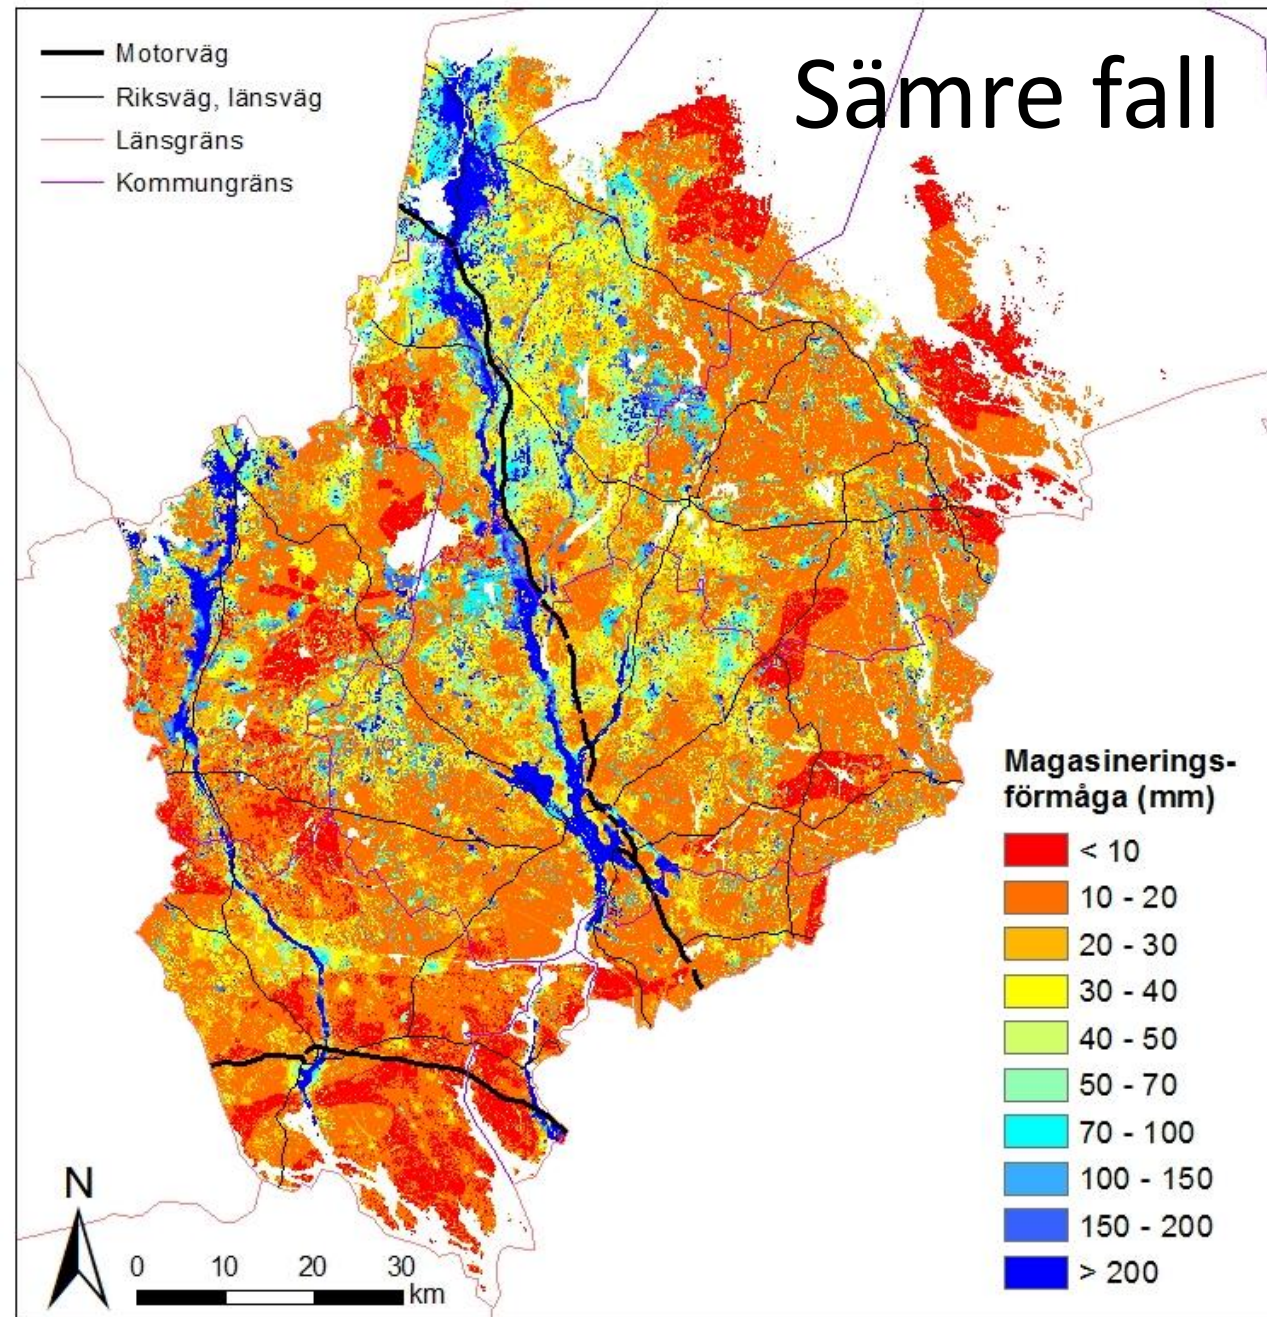 Sämre fall
Motorväg
Riksväg, länsväg
Länsgräns
Kommungräns
Magasinerings-
förmåga (mm)
< 10
10 - 20
20 - 30
30 - 40
40 - 50
50 - 70
70 - 100
100 - 150
150 - 200
> 200
N
0 10 20 30
km